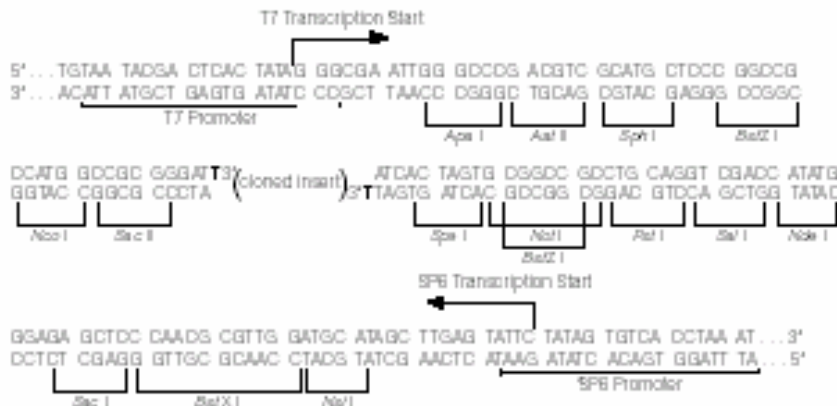 T7 Transcription Start
5'...TGTAA TACGA CTCAC TATAG GGCGA ATTGG GCCCG ACGTC GCATG CTCCC GGCCG
3'...ACATT ATGCT GAGTG ATATC CCGCT TAACC CGGGC TGCAG CGTAC GAGGG CCGGC
T7 Promoter Apa I Aat II Sph I BstZ I
CCATG GCCGC GGGATT3' (cloned insert) ATCAC TAGTG CGGCC GCCTG CAGGT CGACC ATATG
GGTAC CGGCG CCCTA 3'TTAGTG ATCAC GCCGG CGGAC GTCCA GCTGG TATAC
Nco I Sac II Spe I Not I Pst I Sal I Nde I
BstZ I
SP6 Transcription Start
GGAGA GCTCC CAACG CGTTG GATGC ATAGC TTGAG TATTC TATAG TGTCA CCTAA AT...3'
CCTCT CGAGG GTTGC GCAAC CTACG TATCG AACTC ATAAG ATATC ACAGT GGATT TA...5'
Sac I BstX I Nsi I SP6 Promoter